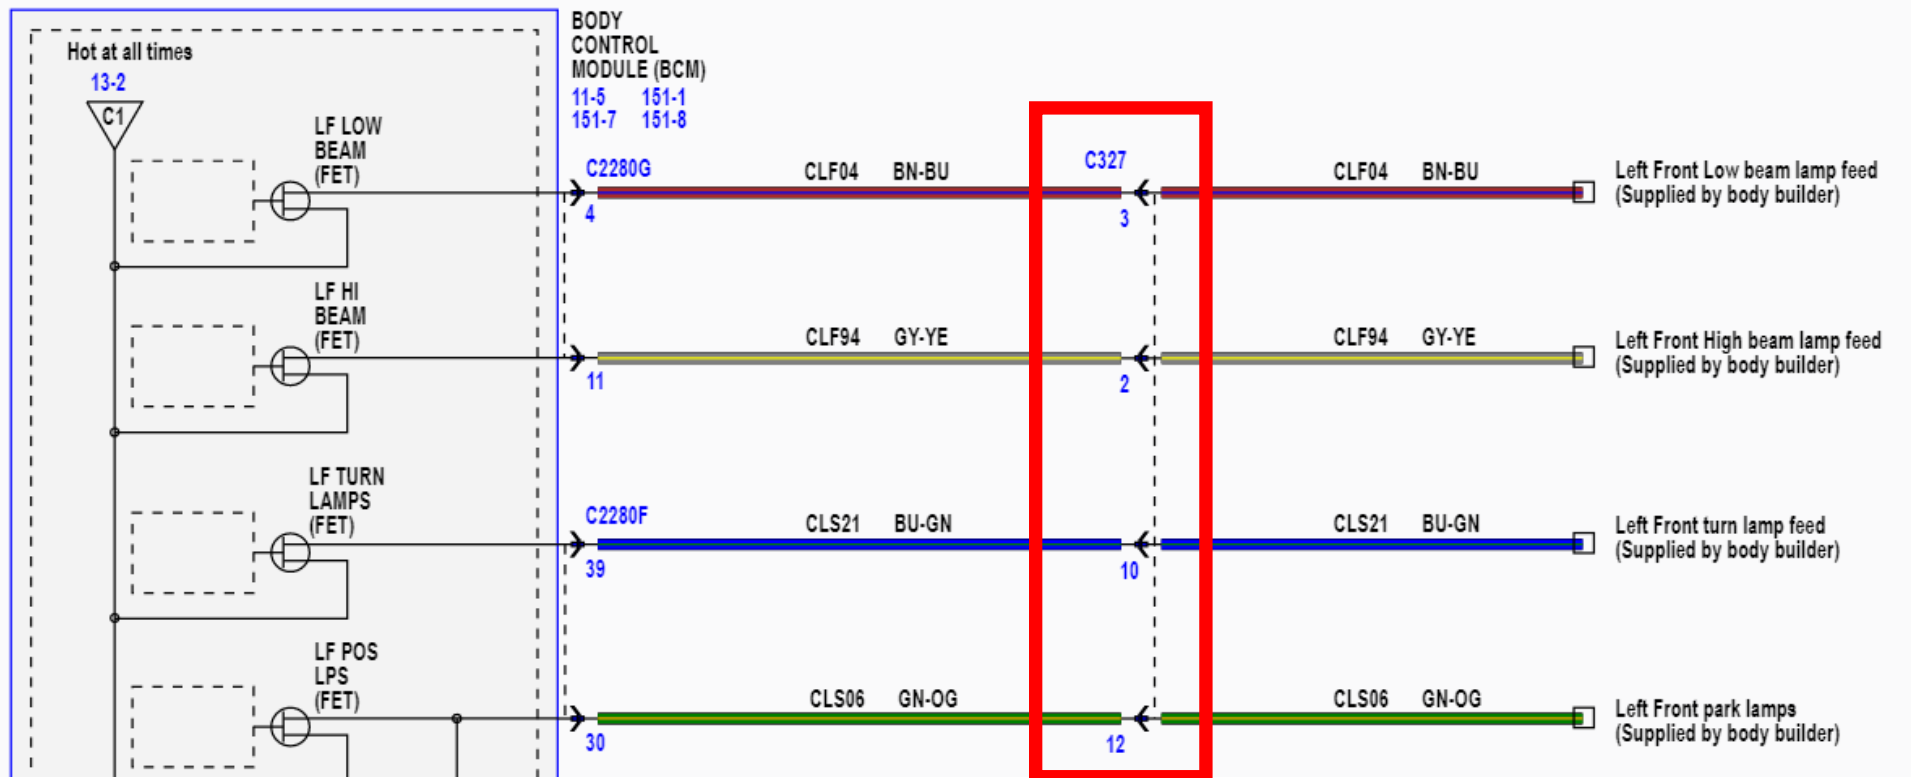 Hot at all times
13-2
C1
BODY
CONTROL
MODULE (BCM)
11-5 151-1
151-7 151-8
LF LOW
BEAM
(FET)
C2280G
4
CLF04 BN-BU
C327
3
CLF04 BN-BU
Left Front Low beam lamp feed
(Supplied by body builder)
LF HI
BEAM
(FET)
11
CLF94 GY-YE
2
CLF94 GY-YE
Left Front High beam lamp feed
(Supplied by body builder)
LF TURN
LAMPS
(FET)
C2280F
39
CLS21 BU-GN
10
CLS21 BU-GN
Left Front turn lamp feed
(Supplied by body builder)
LF POS
LPS
(FET)
30
CLS06 GN-OG
12
CLS06 GN-OG
Left Front park lamps
(Supplied by body builder)